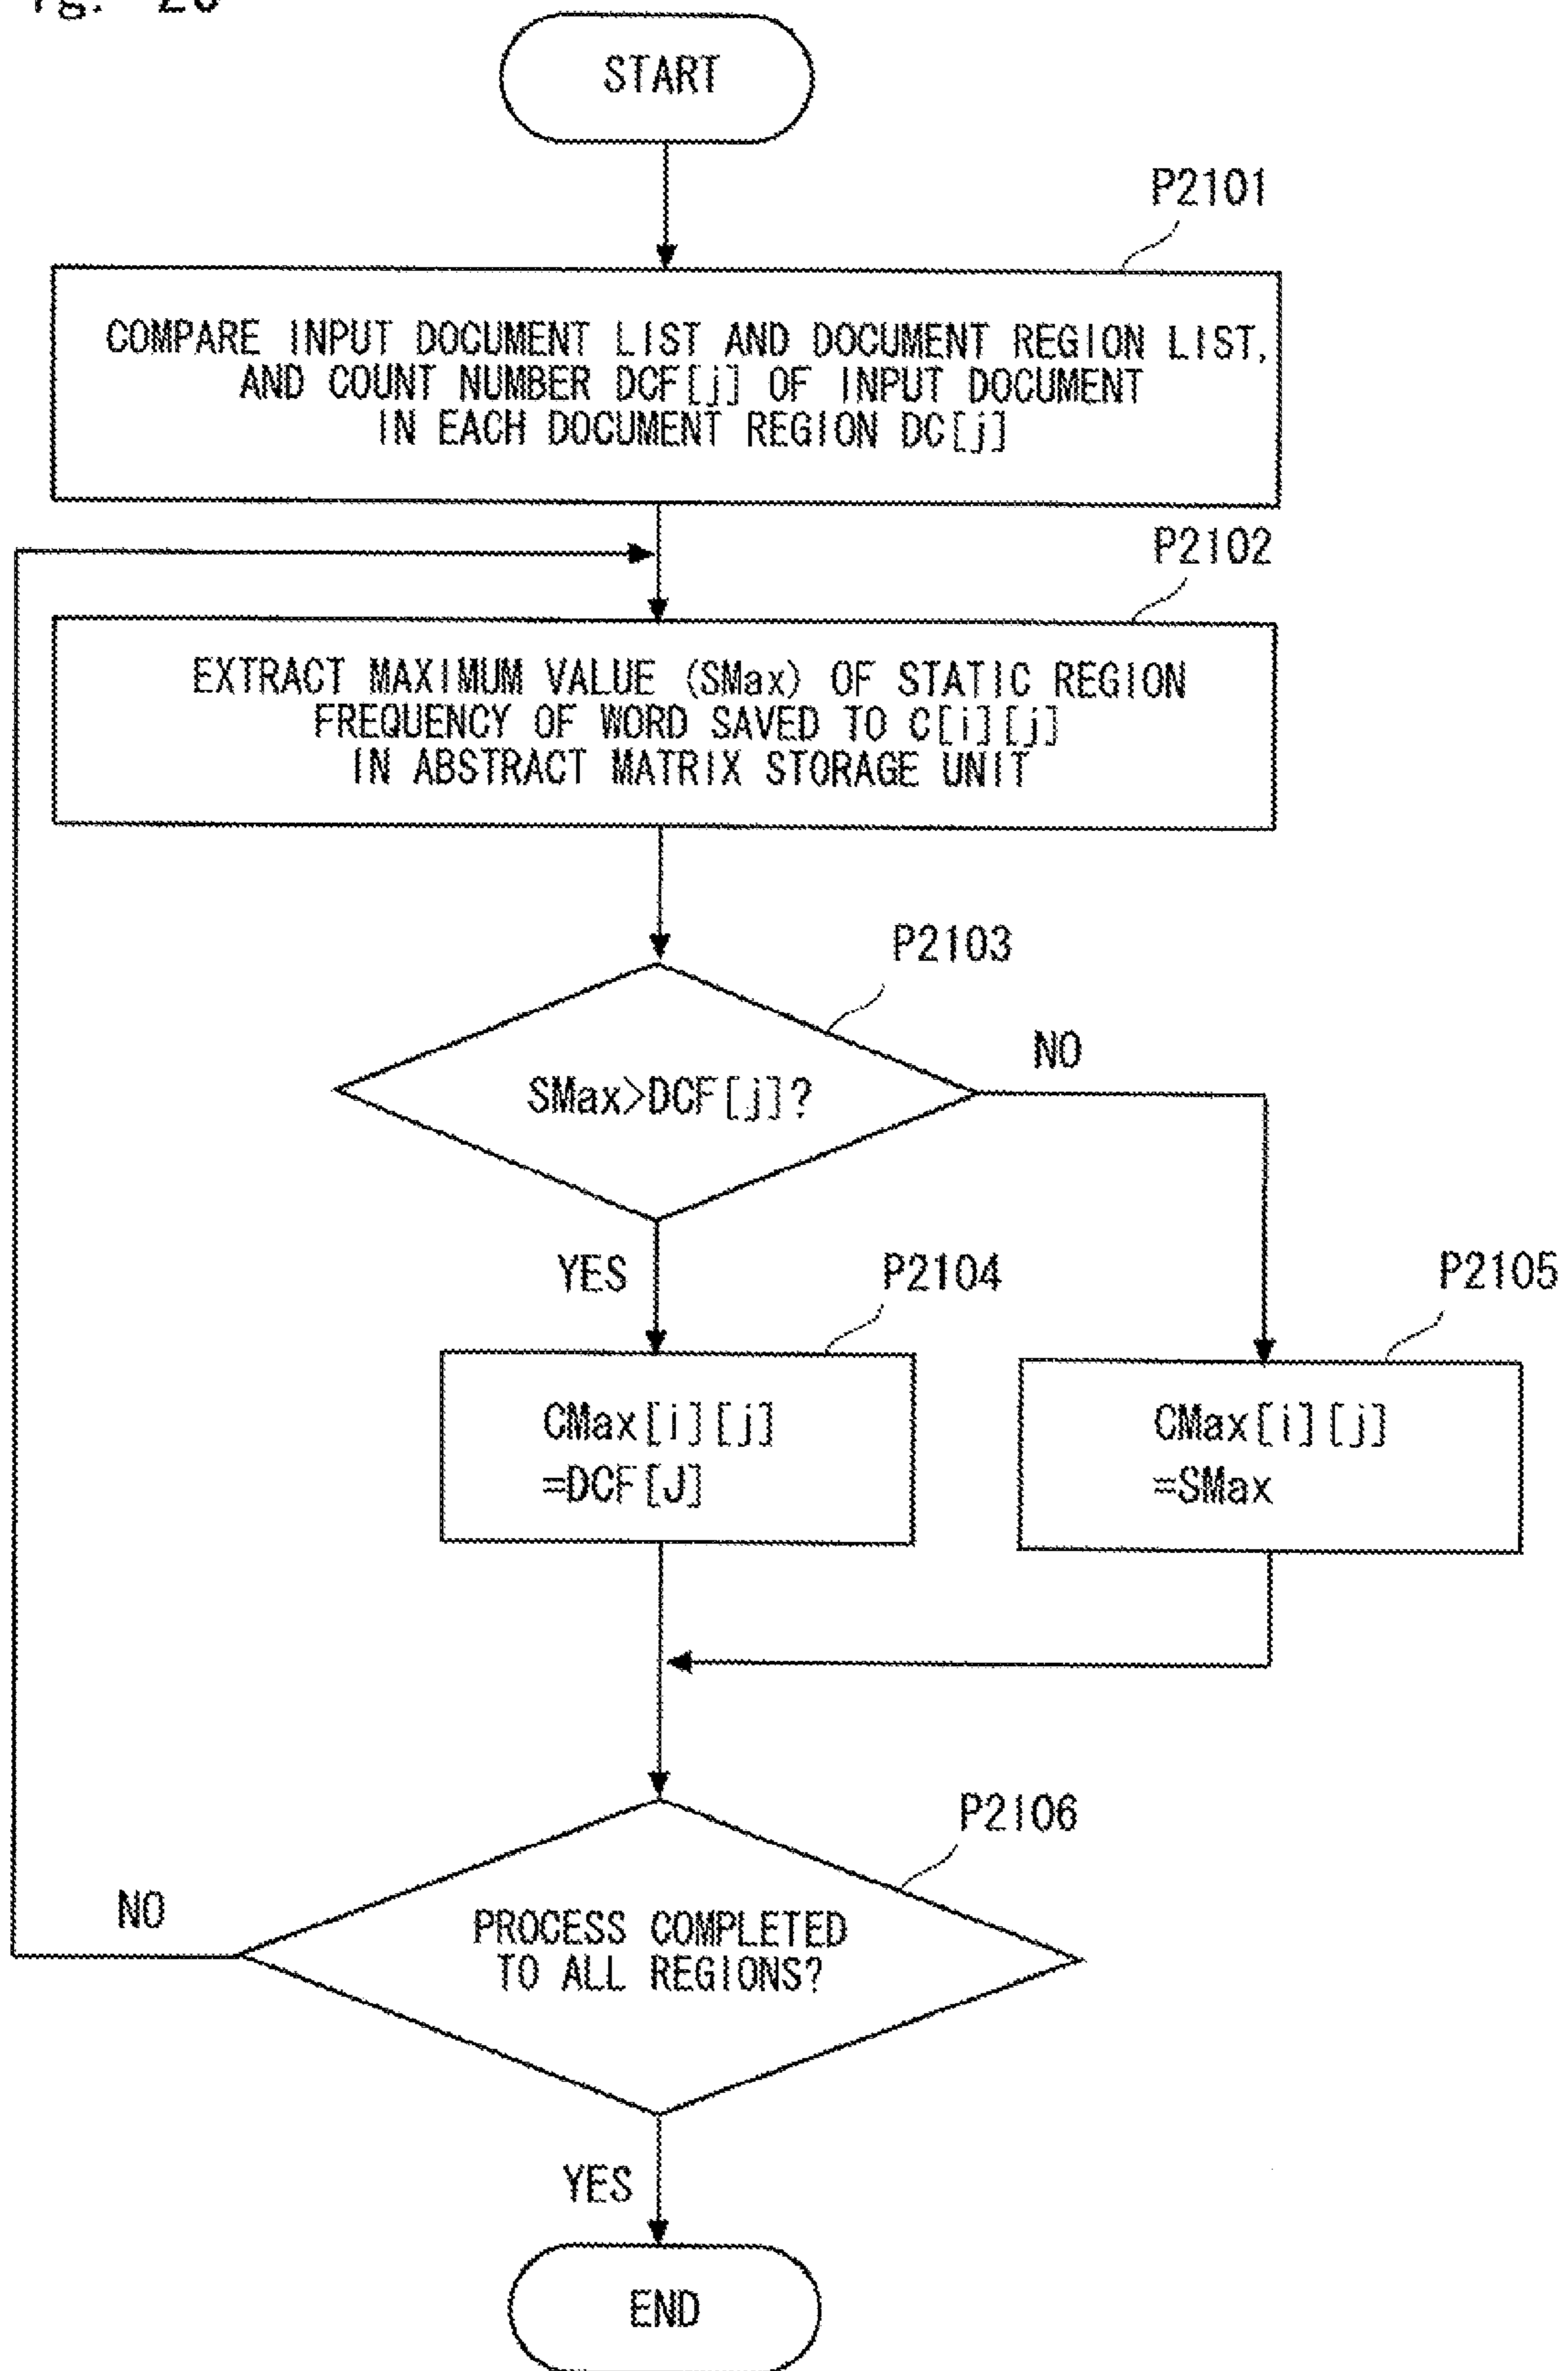 START
P2101
COMPARE INPUT DOCUMENT LIST AND DOCUMENT REGION LIST,
AND COUNT NUMBER DCF[j] OF INPUT DOCUMENT
IN EACH DOCUMENT REGION DC[j]
P2102
EXTRACT MAXIMUM VALUE (SMax) OF STATIC REGION
FREQUENCY OF WORD SAVED TO C[i][j]
IN ABSTRACT MATRIX STORAGE UNIT
P2103
SMax>DCF[j]?
NO
YES
P2104
P2105
CMax[i][j]
=DCF[J]
CMax[i][j]
=SMax
P2106
NO
PROCESS COMPLETED
TO ALL REGIONS?
YES
END